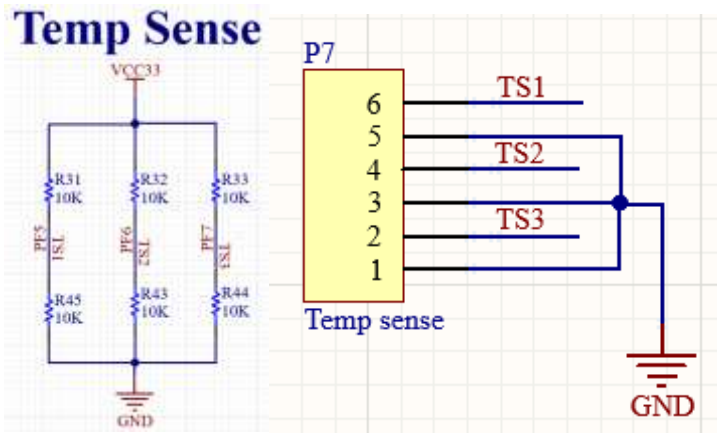 Temp Sense
VCC33
R31
10K
R32
10K
R33
10K
PF5
TS1
PF6
TS2
PF7
TS3
R45
10K
R43
10K
R44
10K
GND
P7
6
TS1
5
4
TS2
3
2
TS3
1
Temp sense
GND